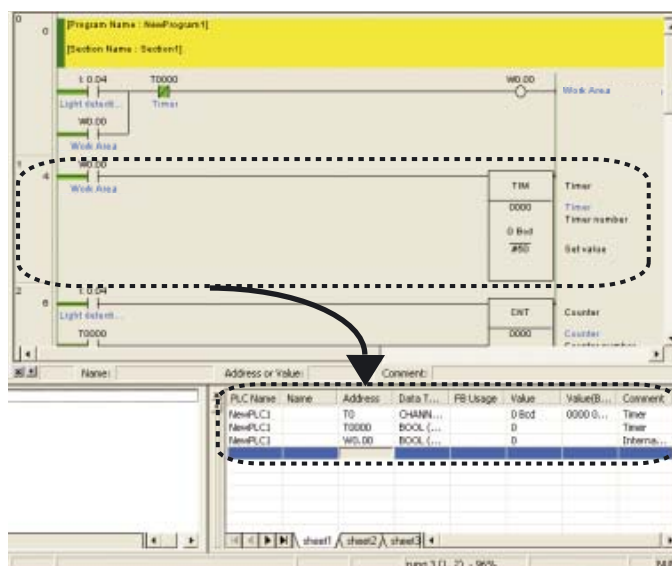 0
0
[Program Name : NewProgram1]
[Section Name : Section1]
I: 0.04 T0000 W0.00
Work Area
Timer
W0.00
Work Area
1
4
W0.00
Work Area
TIM
Timer
0000
Timer
Timer number
0 Bcd
#50
Set value
2
6
I: 0.04
CNT
Counter
T0000
0000
Counter
Name: Address or Value: Comment:
PLC Name Name Address Data T... FB Usage Value Value(B... Comment
NewPLC1 T0 CHANN... 0 Bcd 0000 0... Timer
NewPLC1 T0000 BOOL (... 0 Timer
NewPLC1 W0.00 BOOL (... 0 Interna...
sheet1 sheet2 sheet3